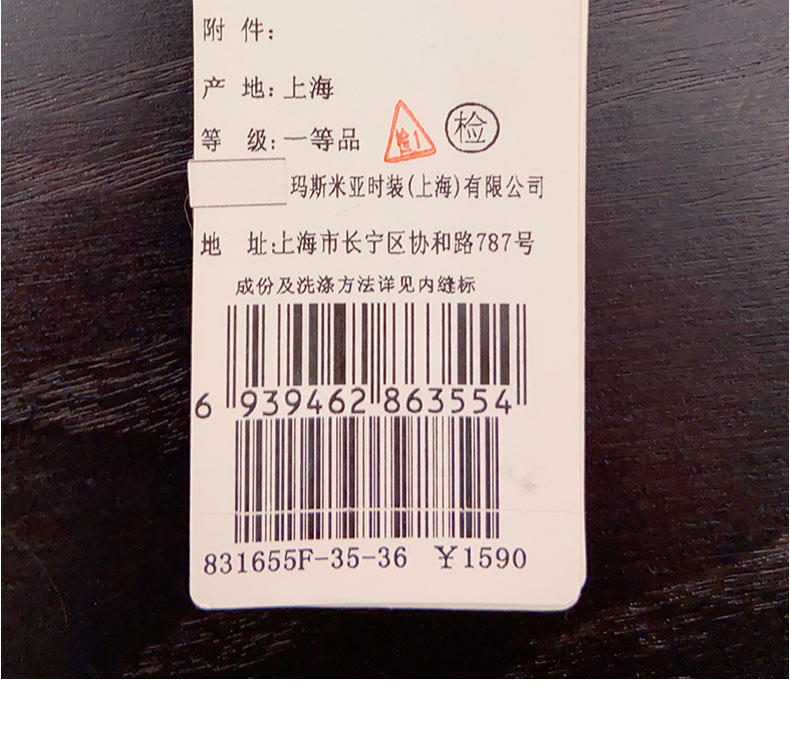 附 件:
产 地: 上海
等 级: 一等品 检1 检
玛斯米亚时装(上海)有限公司
地 址:上海市长宁区协和路787号
成份及洗涤方法详见内缝标
6 939462 863554
831655F-35-36 ¥1590